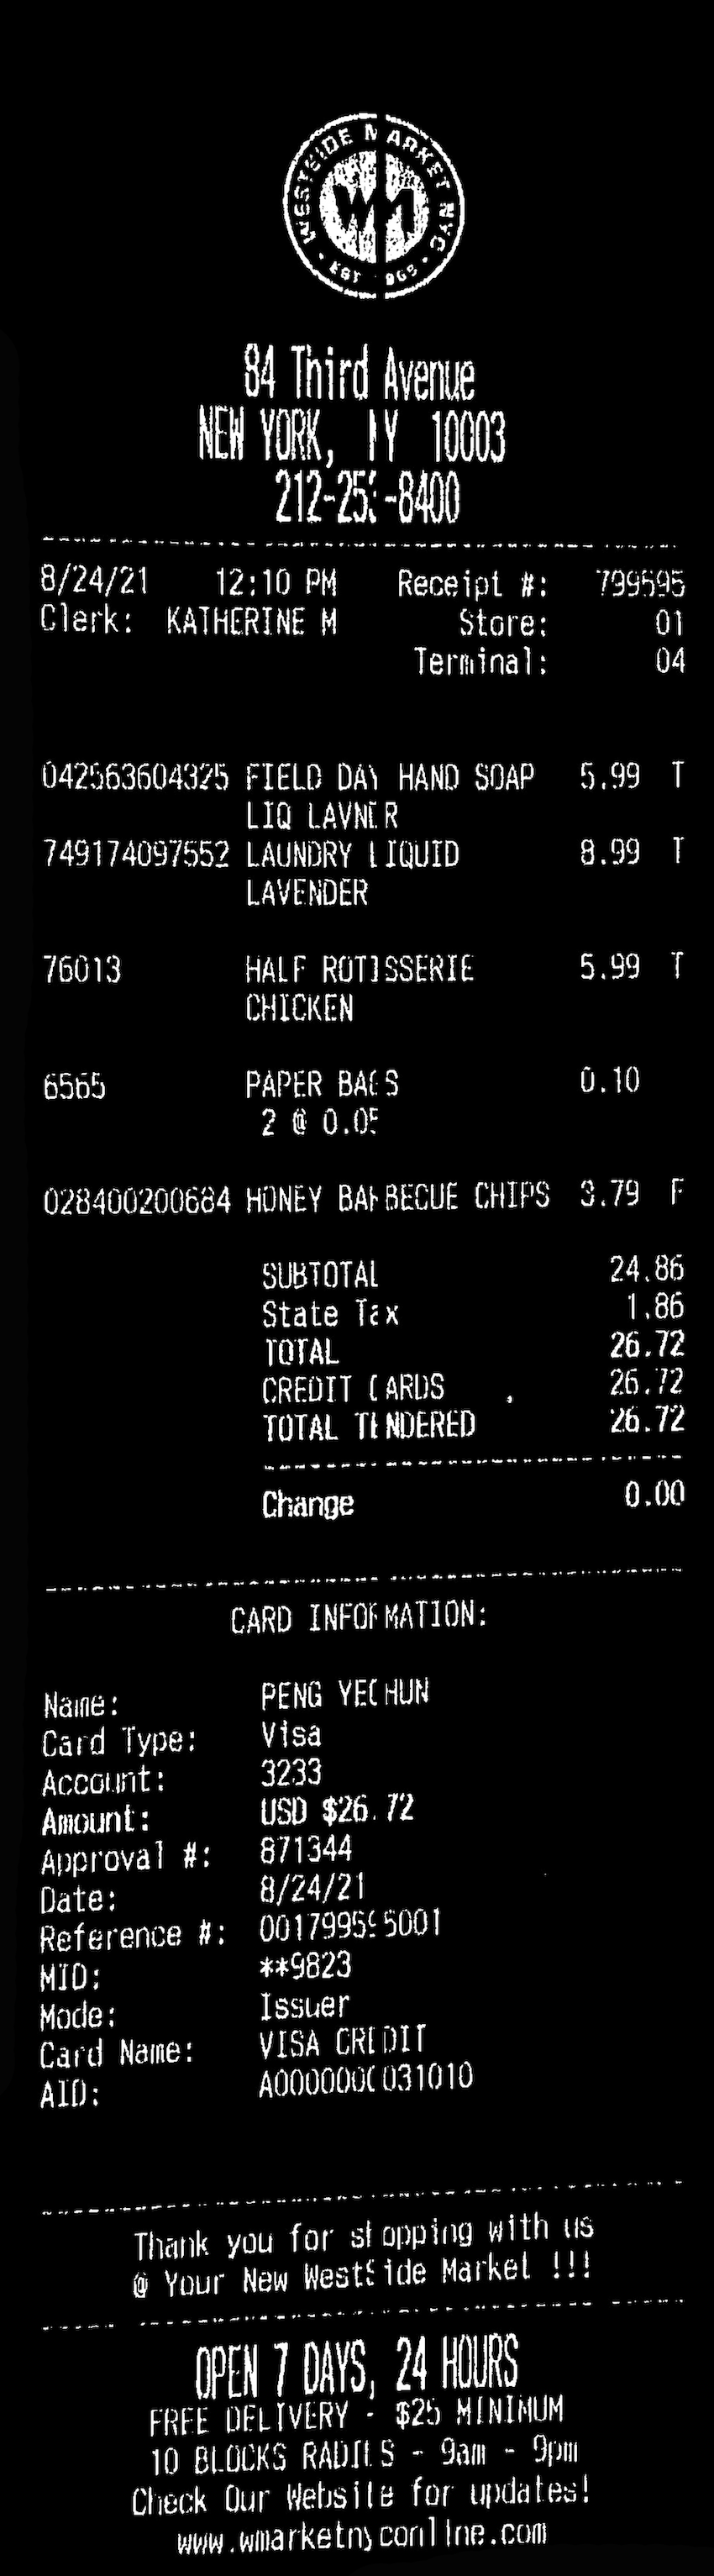 WESTSIDE MARKET NYC
WM
84 Third Avenue
NEW YORK, NY 10003
212-253-8400
8/24/21 12:10 PM Receipt #: 799595
Clerk: KATHERINE M Store: 01
Terminal: 04
042563604325 FIELD DAY HAND SOAP 5.99 T
LIQ LAVNDR
749174097552 LAUNDRY LIQUID 8.99 T
LAVENDER
76013 HALF ROTISSERIE 5.99 T
CHICKEN
6565 PAPER BAGS 0.10
2 @ 0.05
028400200684 HONEY BARBECUE CHIPS 3.79 F
SUBTOTAL 24.86
State Tax 1.86
TOTAL 26.72
CREDIT CARDS 26.72
TOTAL TENDERED 26.72
Change 0.00
CARD INFORMATION:
Name: PENG YECHUN
Card Type: Visa
Account: 3233
Amount: USD $26.72
Approval #: 871344
Date: 8/24/21
Reference #: 001799595001
MID: **9823
Mode: Issuer
Card Name: VISA CREDIT
AID: A0000000031010
Thank you for shopping with us
@ Your New WestSide Market !!!
OPEN 7 DAYS, 24 HOURS
FREE DELIVERY - $25 MINIMUM
10 BLOCKS RADIUS - 9am - 9pm
Check Our Website for updates!
www.wmarketnyconline.com